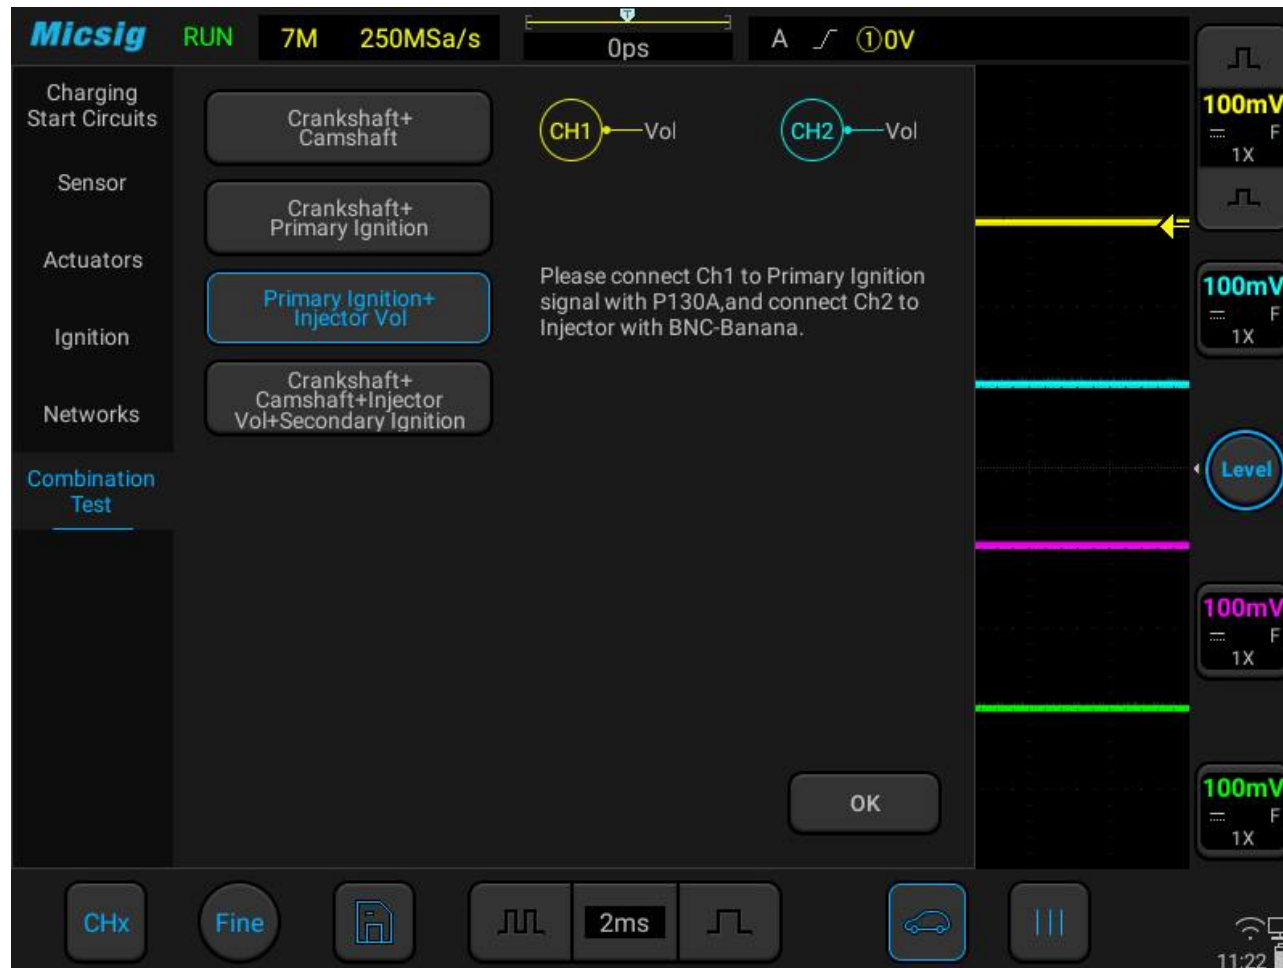 Micsig RUN 7M 250MSa/s T 0ps A ①0V
Charging
Start Circuits
Sensor
Actuators
Ignition
Networks
Combination
Test
Crankshaft+
Camshaft
Crankshaft+
Primary Ignition
Primary Ignition+
Injector Vol
Crankshaft+
Camshaft+Injector
Vol+Secondary Ignition
CH1 Vol CH2 Vol
Please connect Ch1 to Primary Ignition
signal with P130A,and connect Ch2 to
Injector with BNC-Banana.
OK
100mV
F
1X
100mV
F
1X
Level
100mV
F
1X
100mV
F
1X
CHx Fine 2ms
11:22